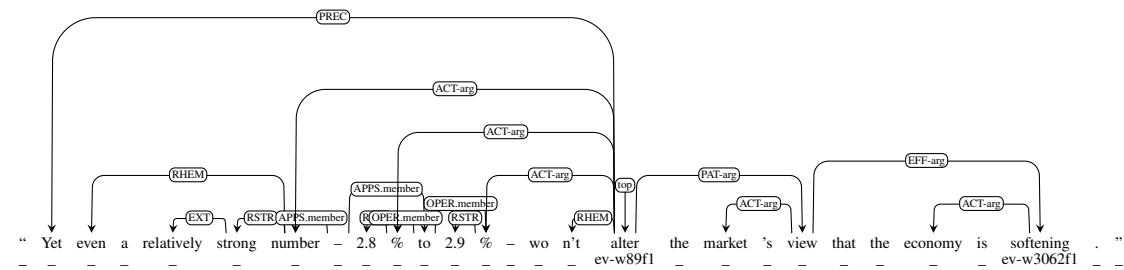 PREC
ACT-arg
ACT-arg
RHEM ACT-arg PAT-arg EFF-arg
APPS.member top
OPER.member ACT-arg ACT-arg
EXT RSTR APPS.member R OPER.member RSTR RHEM
“ Yet even a relatively strong number – 2.8 % to 2.9 % – wo n't alter the market 's view that the economy is softening . ”
_ _ _ _ _ _ _ _ _ _ _ _ _ _ _ _ _ ev-w89f1 _ _ _ _ _ _ _ _ ev-w3062f1 _ _